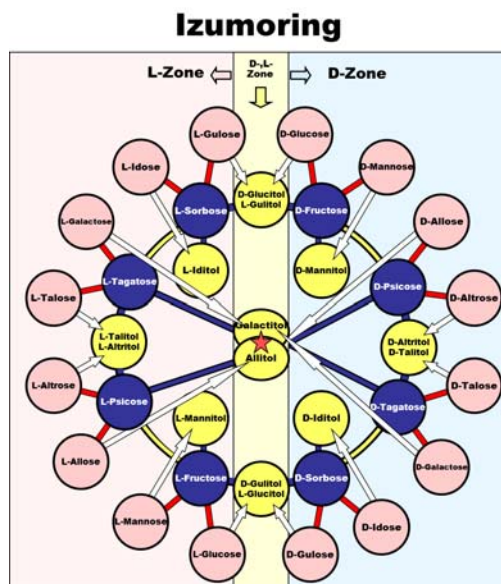 Izumoring
L-Zone
D-,L-
Zone
D-Zone
L-Gulose
D-Glucose
L-Idose
D-Glucitol
L-Gulitol
D-Mannose
L-Sorbose
D-Fructose
L-Galactose
D-Allose
L-Iditol
D-Mannitol
L-Tagatose
D-Psicose
L-Talose
D-Altrose
Galactitol
L-Talitol
L-Altritol
D-Altritol
D-Talitol
Allitol
L-Altrose
D-Talose
L-Psicose
D-Tagatose
L-Mannitol
D-Iditol
L-Allose
D-Galactose
L-Fructose
D-Gulitol
L-Glucitol
D-Sorbose
L-Mannose
D-Idose
L-Glucose
D-Gulose